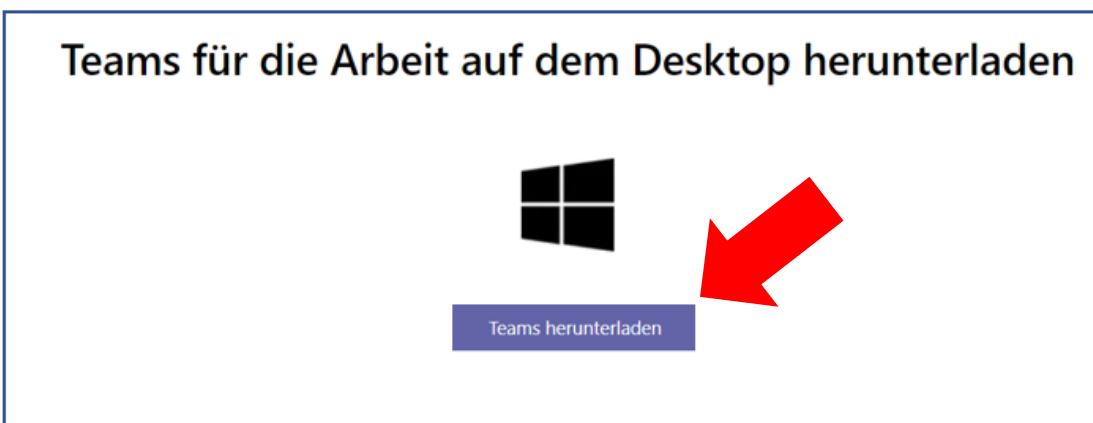 Teams für die Arbeit auf dem Desktop herunterladen
Teams herunterladen